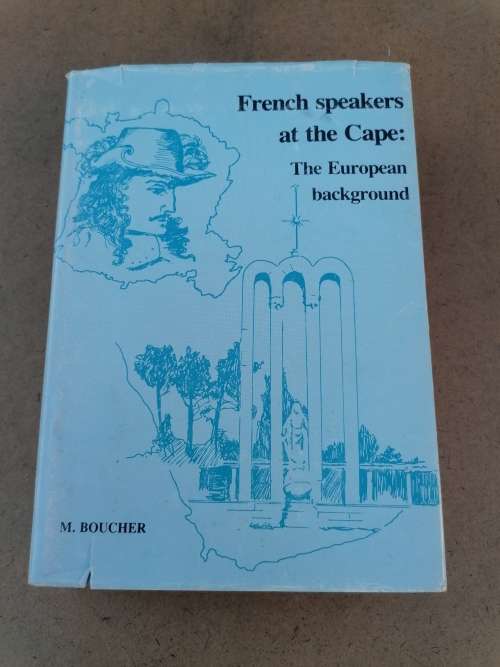 French speakers
at the Cape:
The European
background
M. BOUCHER